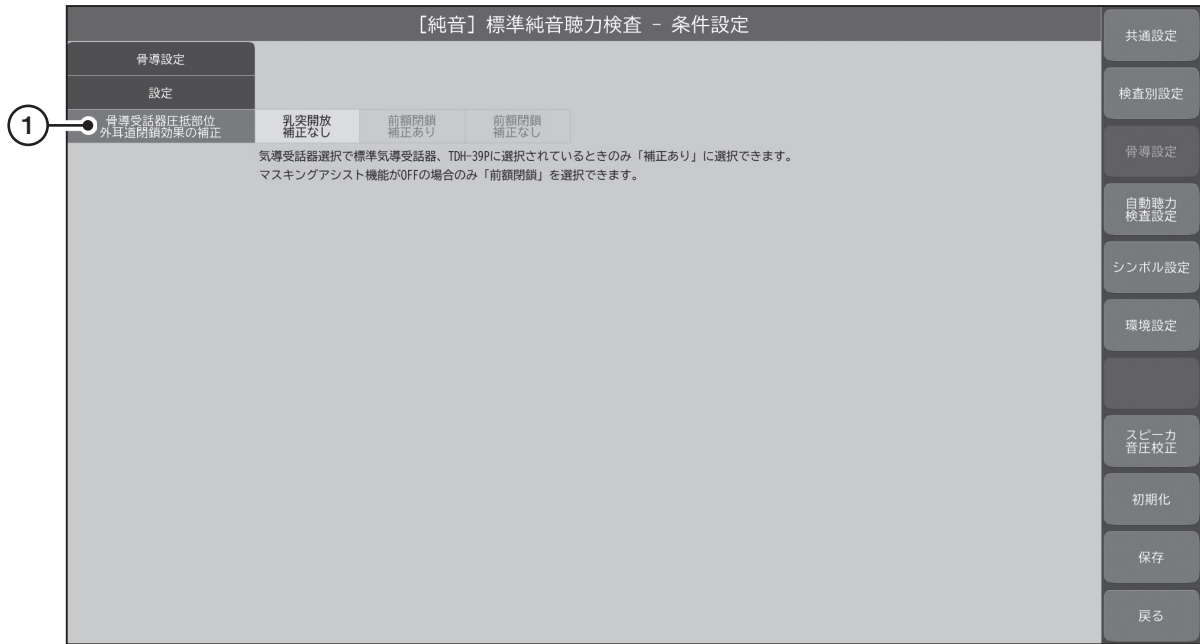 [純音] 標準純音聴力検査 - 条件設定
骨導設定
設定
1
骨導受話器圧抵部位
外耳道閉鎖効果の補正
乳突開放
補正なし
前額閉鎖
補正あり
前額閉鎖
補正なし
気導受話器選択で標準気導受話器、TDH-39Pに選択されているときのみ「補正あり」に選択できます。
マスキングアシスト機能がOFFの場合のみ「前額閉鎖」を選択できます。
共通設定
検査別設定
骨導設定
自動聴力
検査設定
シンボル設定
環境設定
スピーカ
音圧校正
初期化
保存
戻る